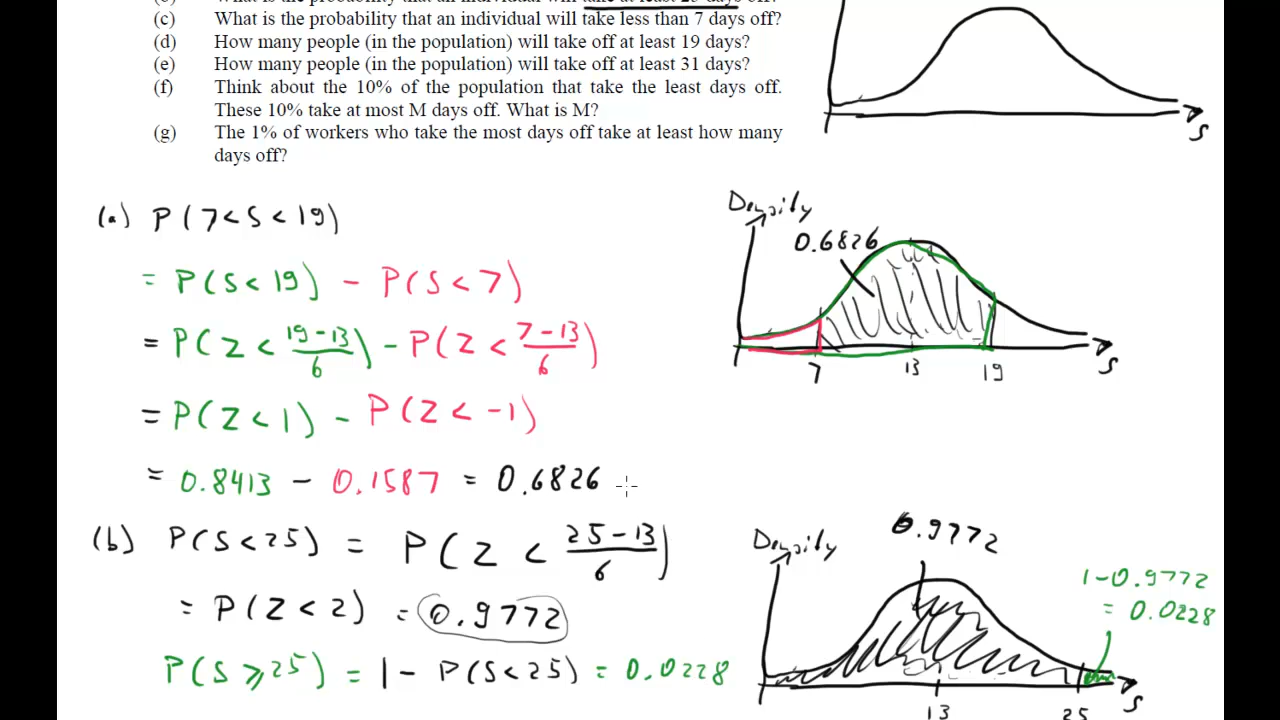 (c) What is the probability that an individual will take less than 7 days off?
(d) How many people (in the population) will take off at least 19 days?
(e) How many people (in the population) will take off at least 31 days?
(f) Think about the 10% of the population that take the least days off.
These 10% take at most M days off. What is M?
(g) The 1% of workers who take the most days off take at least how many
days off?
S
(a) P(7<S<19)
= P(S<19) - P(S<7)
= P(Z < 19-13/6) - P(Z < 7-13/6)
= P(Z<1) - P(Z<-1)
= 0.8413 - 0.1587 = 0.6826
Density
0.6826
7 13 19
S
(b) P(S<25) = P(Z < 25-13/6)
= P(Z<2) = 0.9772
P(S≥25) = 1 - P(S<25) = 0.0228
Density
0.9772
1-0.9772
= 0.0228
13 25
S